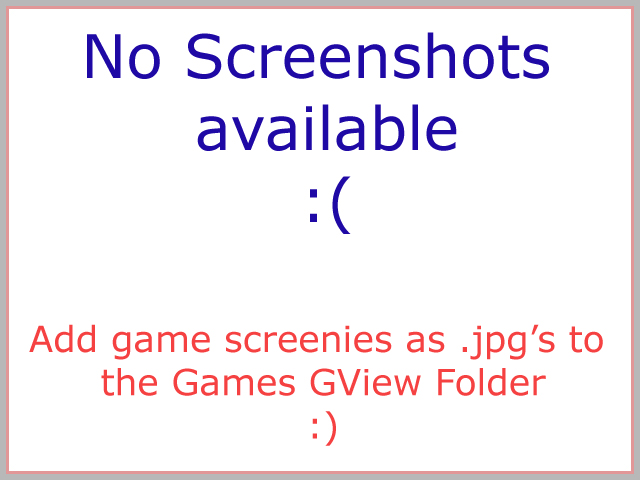 No Screenshots
available
:(
Add game screenies as .jpg’s to
the Games GView Folder
:)